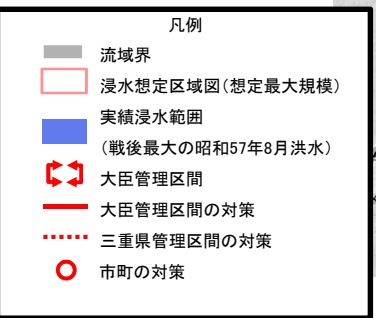 凡例
流域界
浸水想定区域図(想定最大規模)
実績浸水範囲
(戦後最大の昭和57年8月洪水)
大臣管理区間
大臣管理区間の対策
三重県管理区間の対策
市町の対策